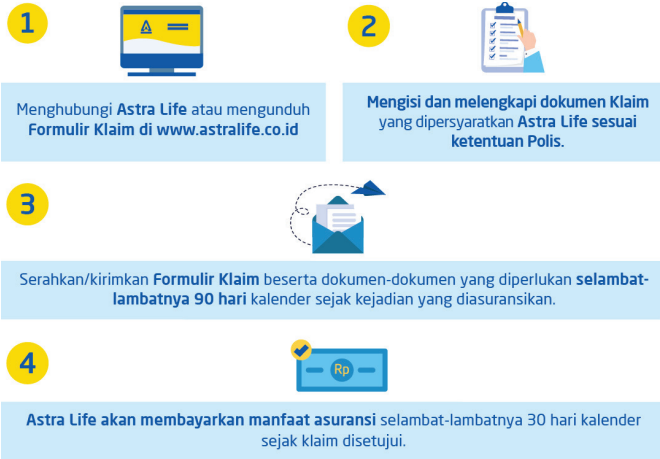 1
Menghubungi Astra Life atau mengunduh
Formulir Klaim di www.astralife.co.id
2
Mengisi dan melengkapi dokumen Klaim
yang dipersyaratkan Astra Life sesuai
ketentuan Polis.
3
Serahkan/kirimkan Formulir Klaim beserta dokumen-dokumen yang diperlukan selambat-
lambatnya 90 hari kalender sejak kejadian yang diasuransikan.
4
Rp
Astra Life akan membayarkan manfaat asuransi selambat-lambatnya 30 hari kalender
sejak klaim disetujui.